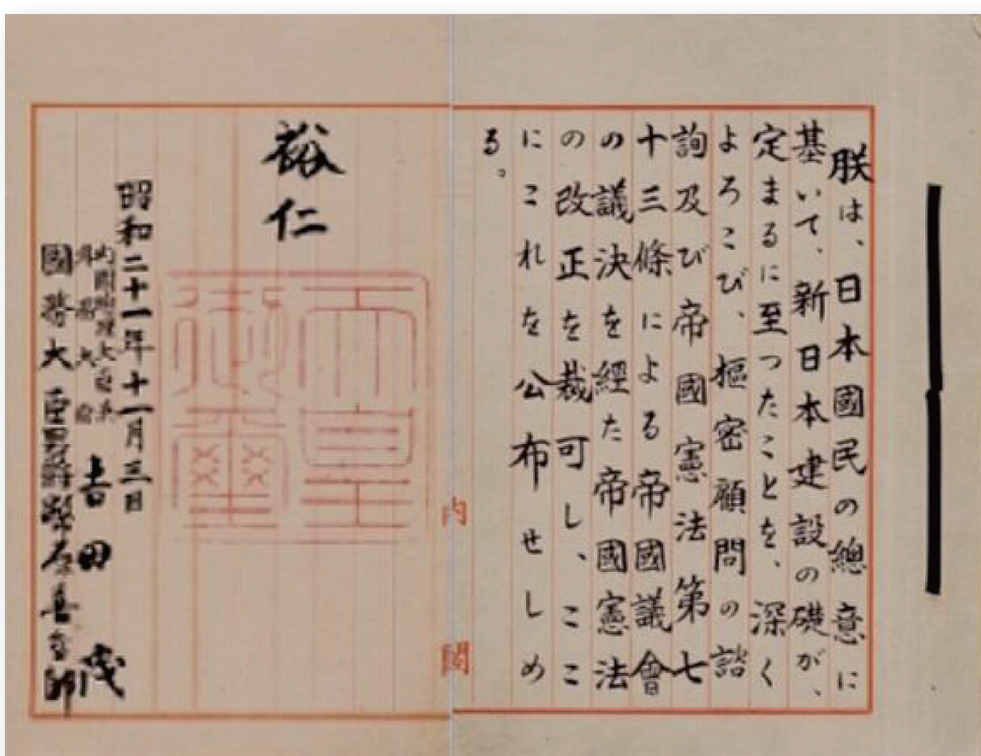 朕は、日本國民の總意に
基いて、新日本建設の礎が、
定まるに至つたことを、深く
よろこび、樞密顧問の諮
詢及び帝國憲法第七
十三條による帝國議會
の議決を經た帝國憲法
の改正を裁可し、ここ
にこれを公布せしめ
る。
内閣
裕仁
天皇
御璽
昭和二十一年十一月三日
内閣總理大臣兼
外務大臣 吉田茂
國務大臣男爵幣原喜重郎